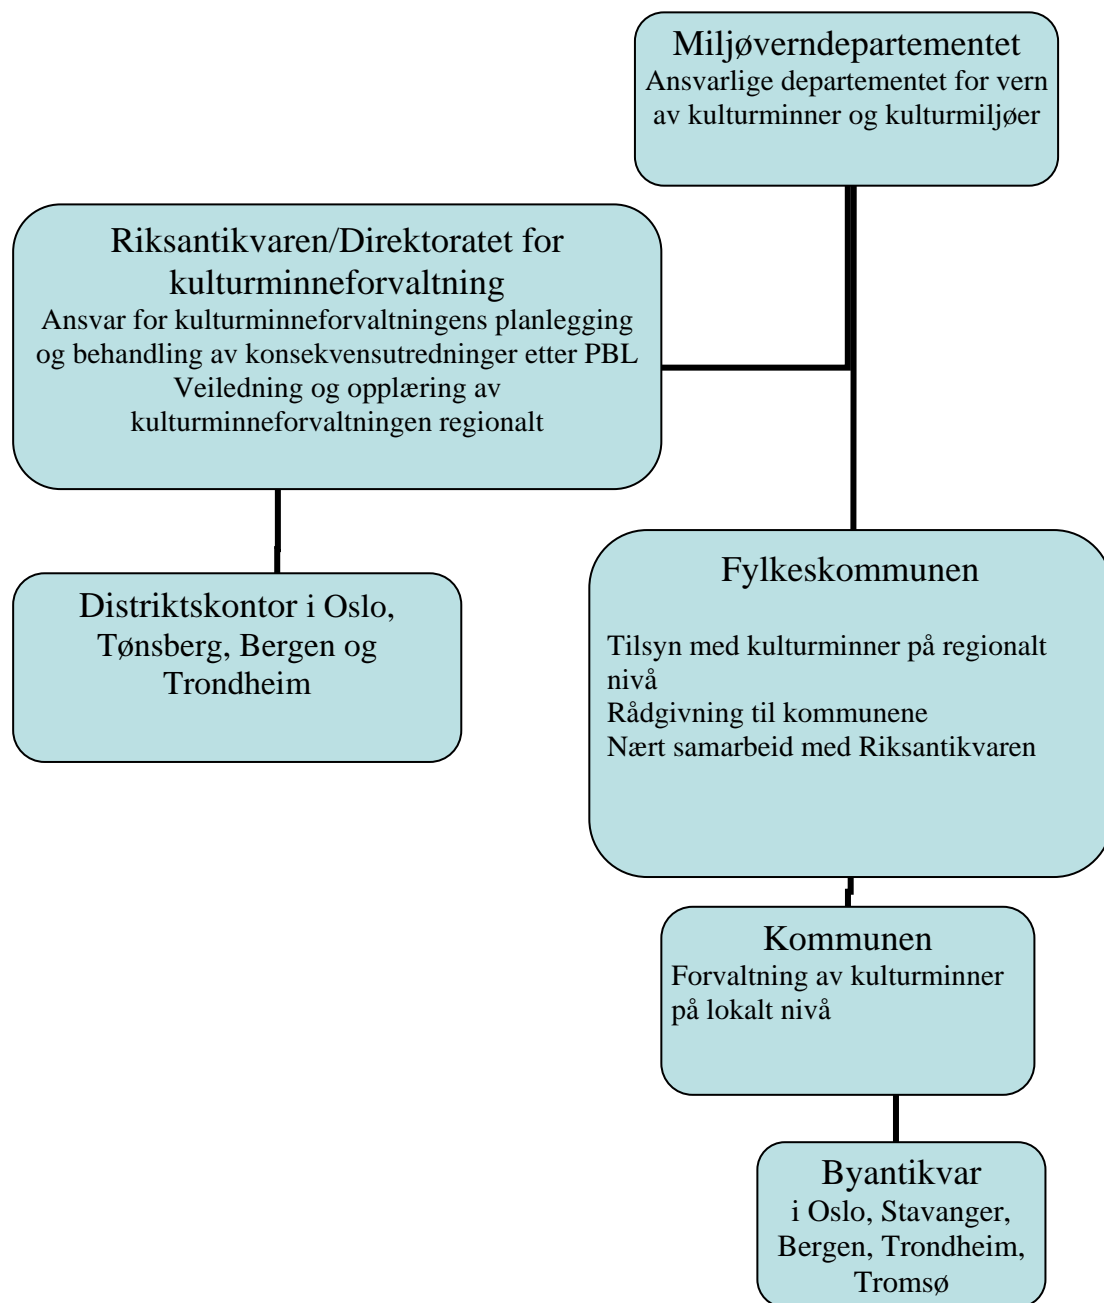 Miljøverndepartementet
Ansvarlige departementet for vern
av kulturminner og kulturmiljøer
Riksantikvaren/Direktoratet for
kulturminneforvaltning
Ansvar for kulturminneforvaltningens planlegging
og behandling av konsekvensutredninger etter PBL
Veiledning og opplæring av
kulturminneforvaltningen regionalt
Distriktskontor i Oslo,
Tønsberg, Bergen og
Trondheim
Fylkeskommunen
Tilsyn med kulturminner på regionalt
nivå
Rådgivning til kommunene
Nært samarbeid med Riksantikvaren
Kommunen
Forvaltning av kulturminner
på lokalt nivå
Byantikvar
i Oslo, Stavanger,
Bergen, Trondheim,
Tromsø